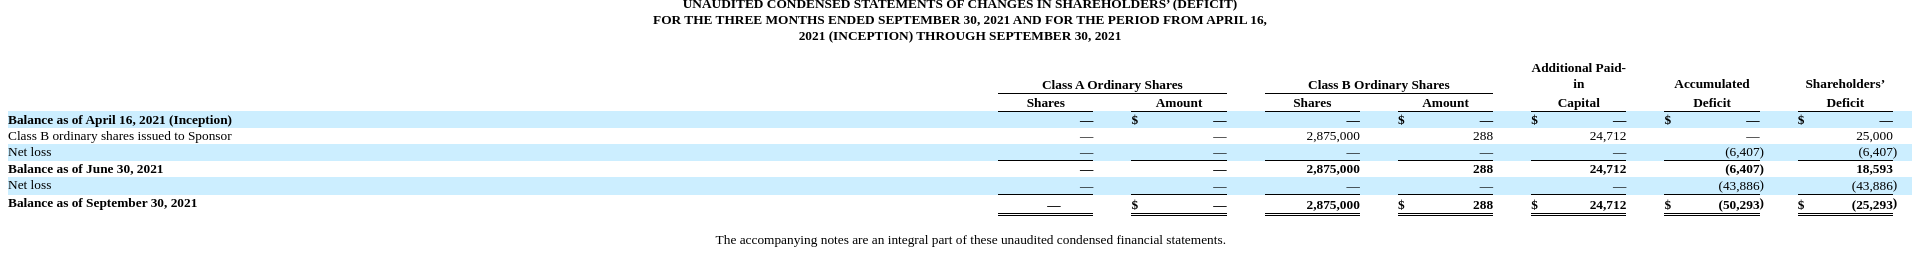 UNAUDITED CONDENSED STATEMENTS OF CHANGES IN SHAREHOLDERS’ (DEFICIT)
FOR THE THREE MONTHS ENDED SEPTEMBER 30, 2021 AND FOR THE PERIOD FROM APRIL 16,
2021 (INCEPTION) THROUGH SEPTEMBER 30, 2021
Additional Paid-
Class A Ordinary Shares Class B Ordinary Shares in Accumulated Shareholders’
Shares Amount Shares Amount Capital Deficit Deficit
Balance as of April 16, 2021 (Inception) — $ — — $ — $ — $ — $ —
Class B ordinary shares issued to Sponsor — — 2,875,000 288 24,712 — 25,000
Net loss — — — — — (6,407) (6,407)
Balance as of June 30, 2021 — — 2,875,000 288 24,712 (6,407) 18,593
Net loss — — — — — (43,886) (43,886)
Balance as of September 30, 2021 — $ — 2,875,000 $ 288 $ 24,712 $ (50,293) $ (25,293)
The accompanying notes are an integral part of these unaudited condensed financial statements.